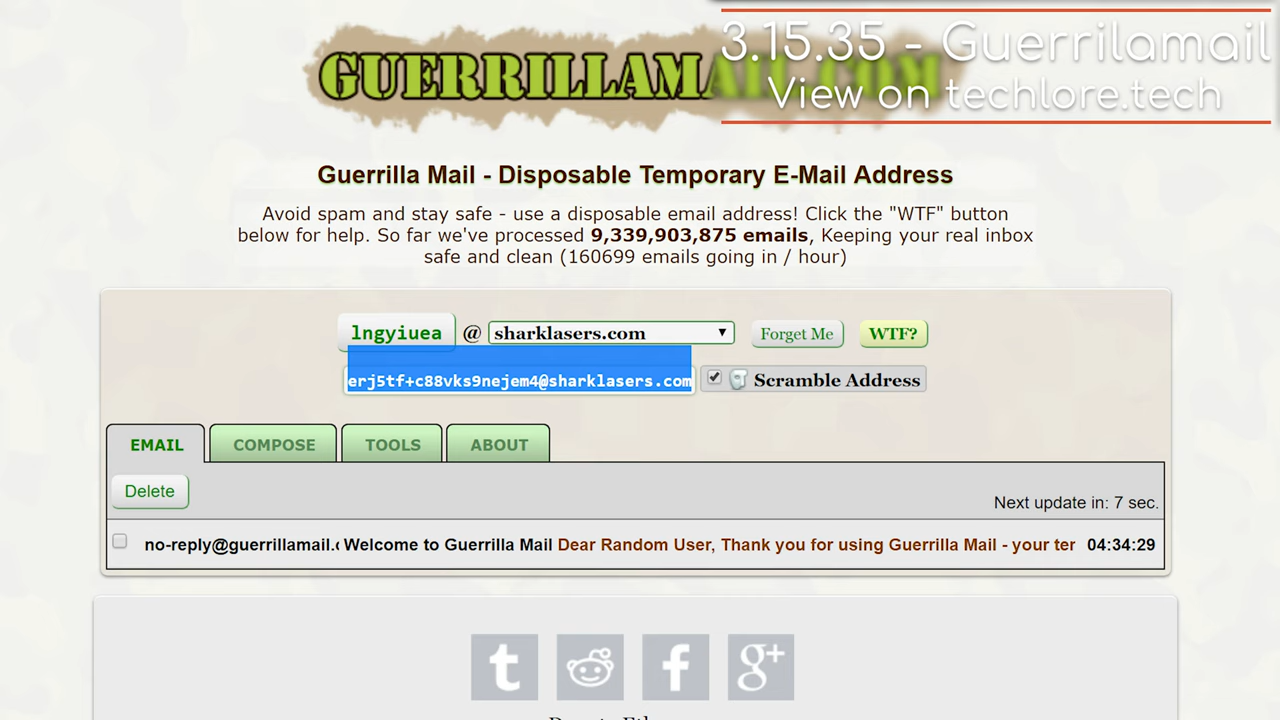 GUERRILLAMAIL.COM
3.15.35 - Guerrilamail
View on techlore.tech
Guerrilla Mail - Disposable Temporary E-Mail Address
Avoid spam and stay safe - use a disposable email address! Click the "WTF" button
below for help. So far we've processed 9,339,903,875 emails, Keeping your real inbox
safe and clean (160699 emails going in / hour)
lngyiuea @ sharklasers.com Forget Me WTF?
erj5tf+c88vks9nejem4@sharklasers.com Scramble Address
EMAIL COMPOSE TOOLS ABOUT
Delete
Next update in: 7 sec.
no-reply@guerrillamail.c Welcome to Guerrilla Mail Dear Random User, Thank you for using Guerrilla Mail - your ter 04:34:29
t f g+